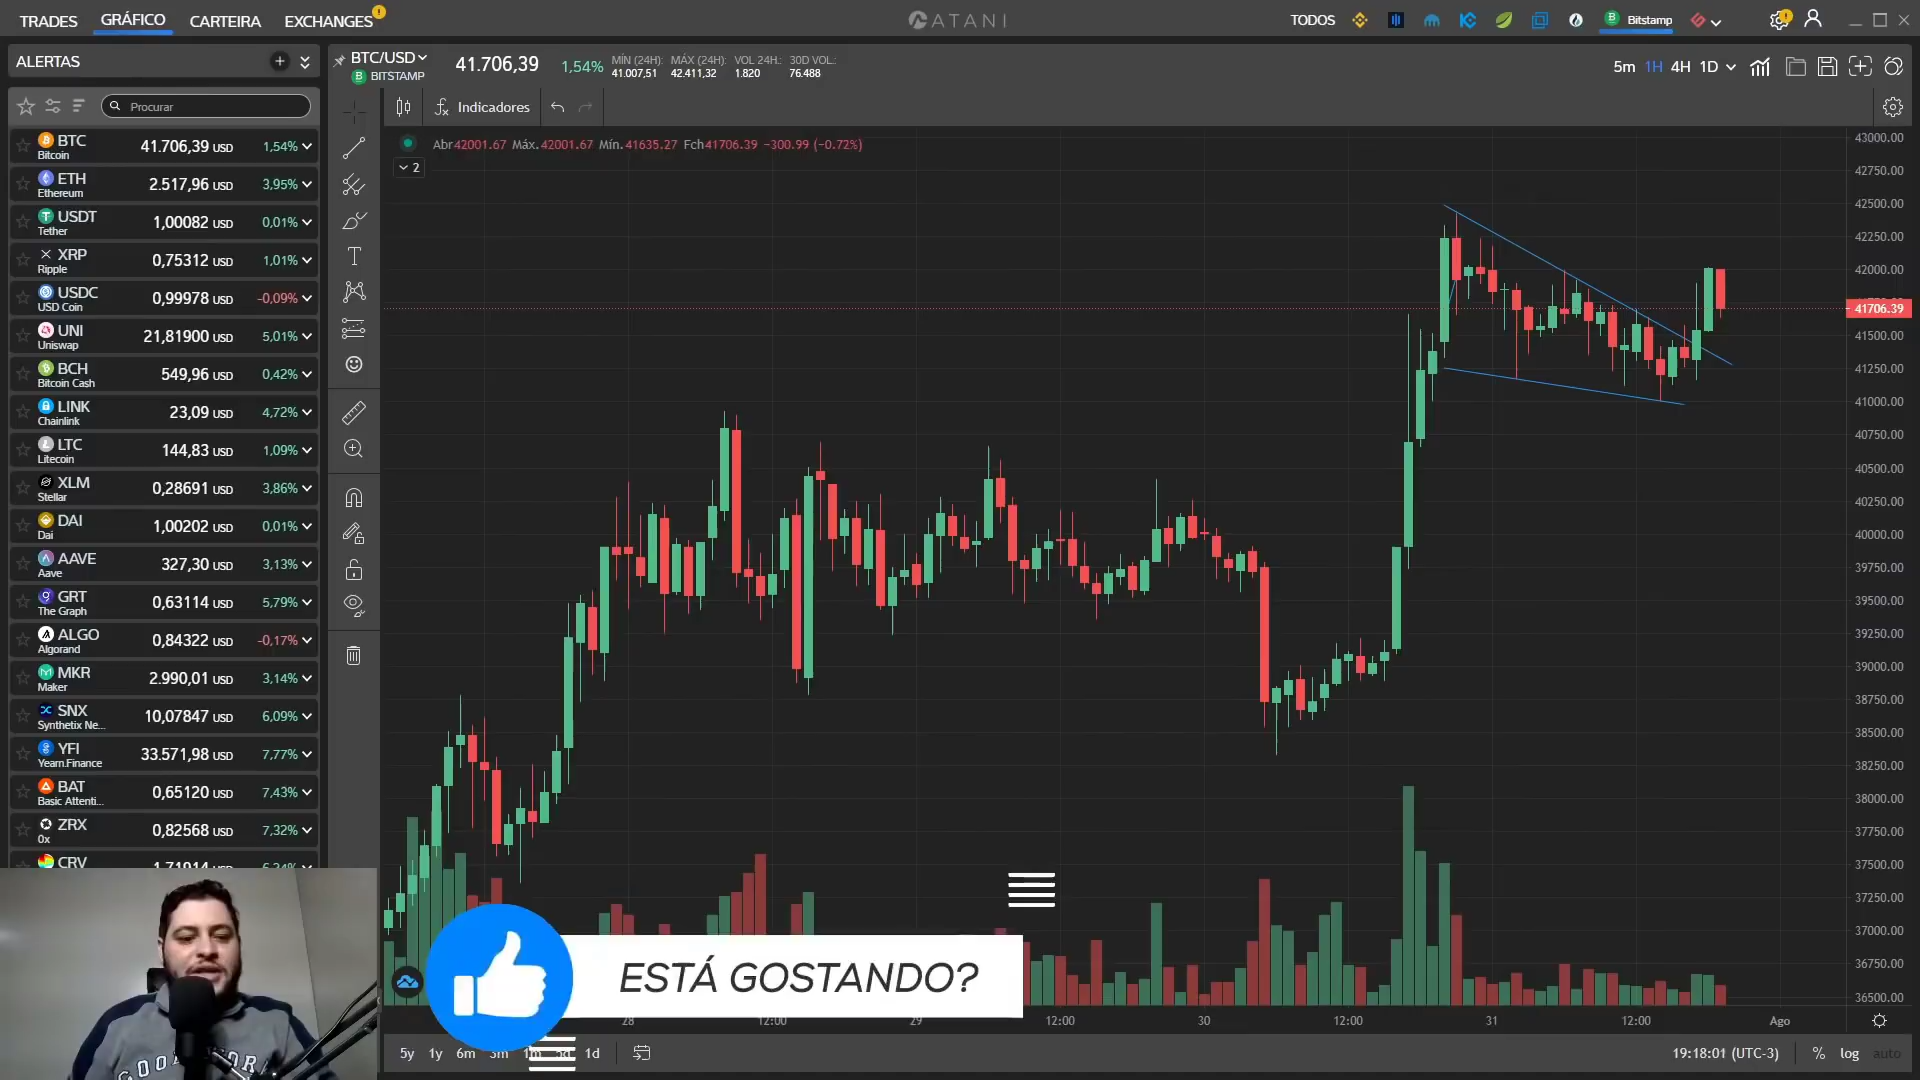 TRADES GRÁFICO CARTEIRA EXCHANGES
ATANI
TODOS Bitstamp
ALERTAS
Procurar
BTC 41.706,39 USD 1,54%
Bitcoin
ETH 2.517,96 USD 3,95%
Ethereum
USDT 1,00082 USD 0,01%
Tether
XRP 0,75312 USD 1,01%
Ripple
USDC 0,99978 USD -0,09%
USD Coin
UNI 21,81900 USD 5,01%
Uniswap
BCH 549,96 USD 0,42%
Bitcoin Cash
LINK 23,09 USD 4,72%
Chainlink
LTC 144,83 USD 1,09%
Litecoin
XLM 0,28691 USD 3,86%
Stellar
DAI 1,00202 USD 0,01%
Dai
AAVE 327,30 USD 3,13%
Aave
GRT 0,63114 USD 5,79%
The Graph
ALGO 0,84322 USD -0,17%
Algorand
MKR 2.990,01 USD 3,14%
Maker
SNX 10,07847 USD 6,09%
Synthetix Ne...
YFI 33.571,98 USD 7,77%
Yearn.Finance
BAT 0,65120 USD 7,43%
Basic Attenti...
ZRX 0,82568 USD 7,32%
0x
CRV
BTC/USD
BITSTAMP
41.706,39
1,54%
MÍN (24H): MÁX (24H): VOL 24H.: 30D VOL.:
41.007,51 42.411,32 1.820 76.488
5m 1H 4H 1D
Indicadores
Abr42001.67 Máx.42001.67 Mín.41635.27 Fch41706.39 −300.99 (−0.72%)
2
43000.00
42750.00
42500.00
42250.00
42000.00
41706.39
41500.00
41250.00
41000.00
40750.00
40500.00
40250.00
40000.00
39750.00
39500.00
39250.00
39000.00
38750.00
38500.00
38250.00
38000.00
37750.00
37500.00
37250.00
37000.00
36750.00
36500.00
ESTÁ GOSTANDO?
28 12:00 29 12:00 30 12:00 31 12:00 Ago
5y 1y 6m 3m 1m 5d 1d
19:18:01 (UTC-3) % log auto